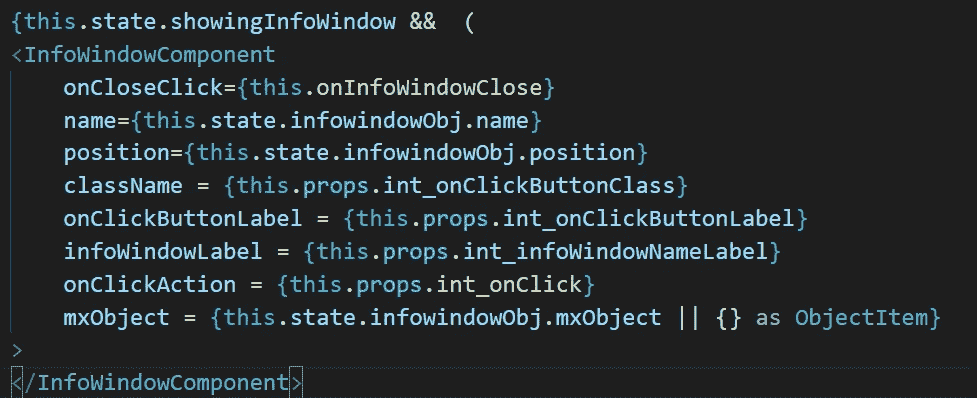 {this.state.showingInfoWindow &&  (
<InfoWindowComponent
    onCloseClick={this.onInfoWindowClose}
    name={this.state.infowindowObj.name}
    position={this.state.infowindowObj.position}
    className = {this.props.int_onClickButtonClass}
    onClickButtonLabel = {this.props.int_onClickButtonLabel}
    infoWindowLabel = {this.props.int_infoWindowNameLabel}
    onClickAction = {this.props.int_onClick}
    mxObject = {this.state.infowindowObj.mxObject || {} as ObjectItem}
>
</InfoWindowComponent>